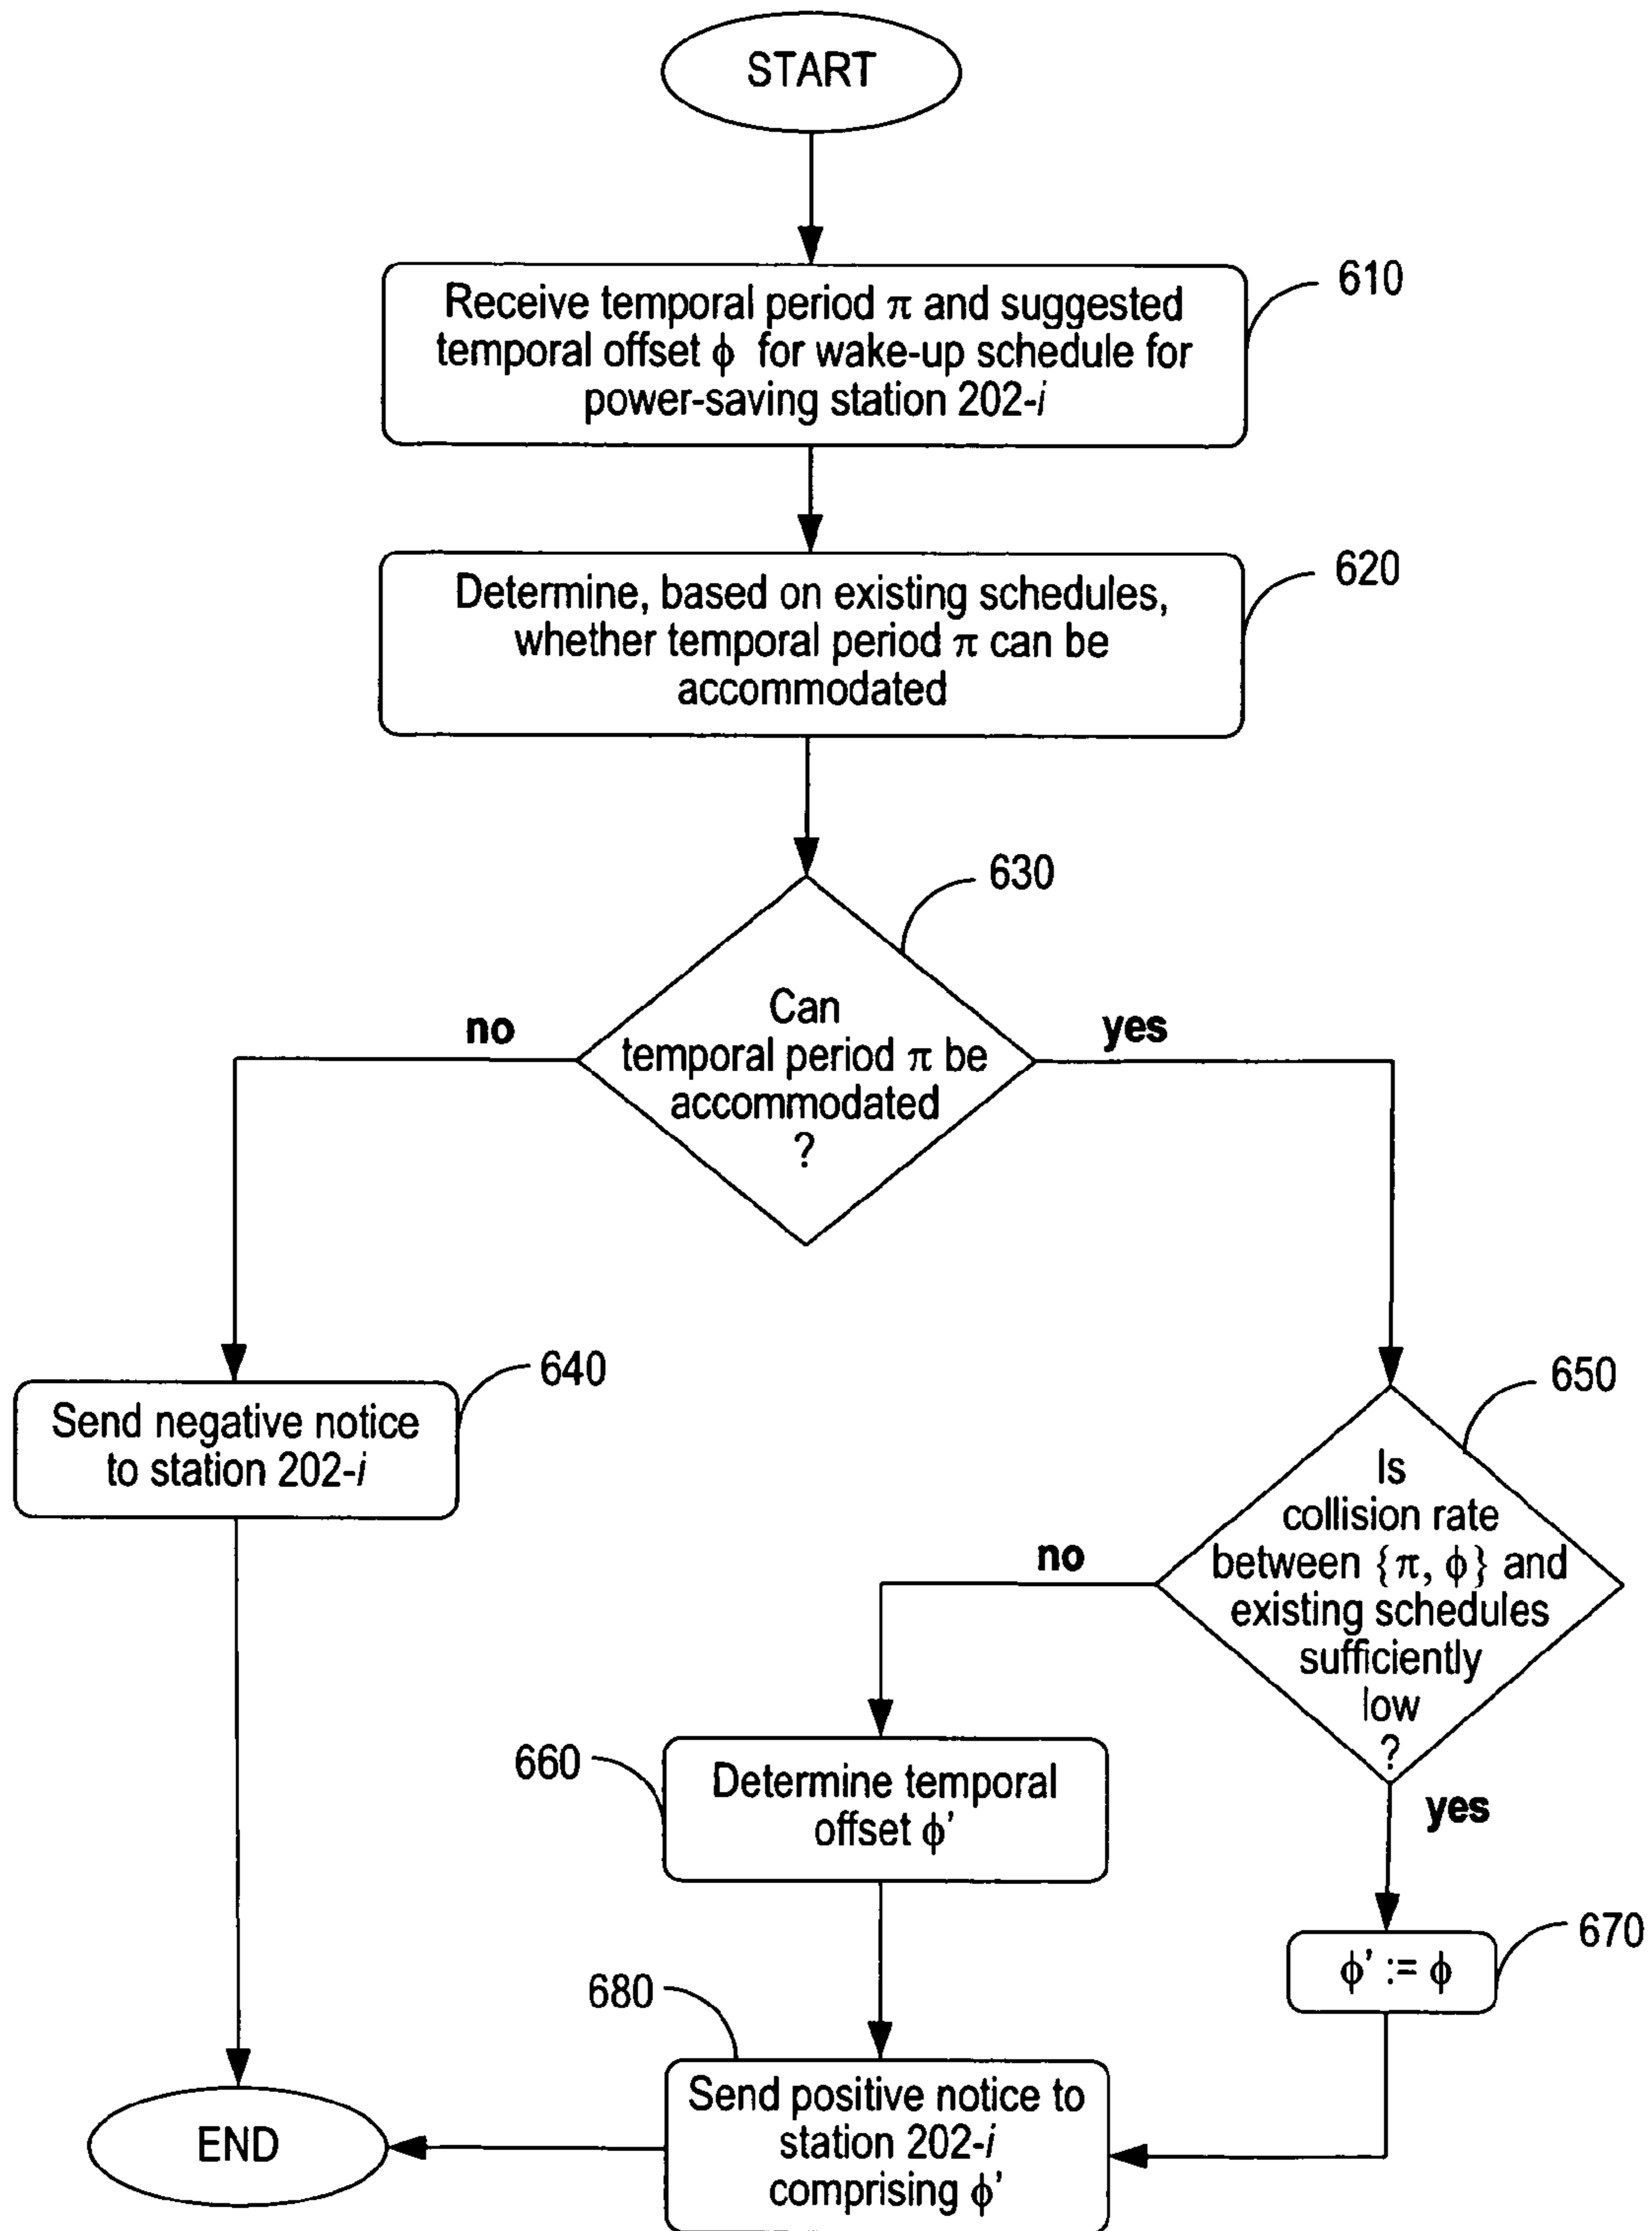 START
610
Receive temporal period π and suggested
temporal offset ϕ for wake-up schedule for
power-saving station 202-i
620
Determine, based on existing schedules,
whether temporal period π can be
accommodated
630
Can
temporal period π be
accommodated
?
no
yes
640
Send negative notice
to station 202-i
650
Is
collision rate
between {π, ϕ} and
existing schedules
sufficiently
low
?
no
yes
660
Determine temporal
offset ϕ'
670
ϕ' := ϕ
680
Send positive notice to
station 202-i
comprising ϕ'
END